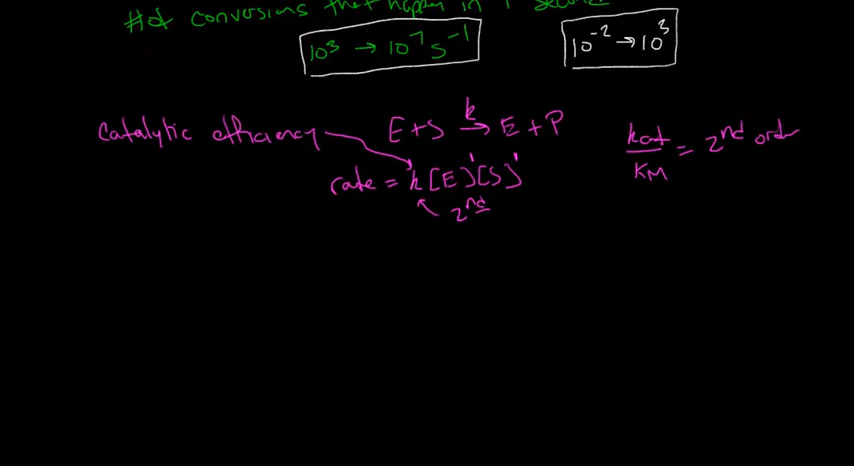 # of conversions that happen in 1 second
10³ → 10⁷ s⁻¹
10⁻² → 10³
Catalytic efficiency
E + S →ᵏ E + P
kcat/KM = 2nd order
rate = k[E]¹[S]¹
2nd